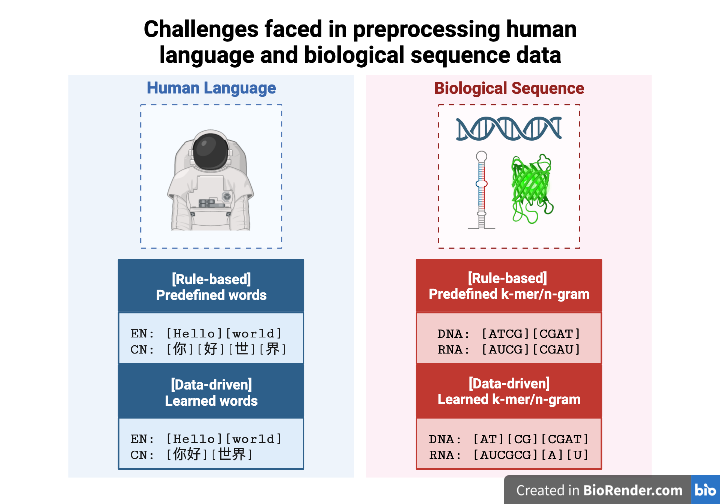 Challenges faced in preprocessing human
language and biological sequence data
Human Language
[Rule-based]
Predefined words
EN: [Hello][world]
CN: [你][好][世][界]
[Data-driven]
Learned words
EN: [Hello][world]
CN: [你好][世界]
Biological Sequence
[Rule-based]
Predefined k-mer/n-gram
DNA: [ATCG][CGAT]
RNA: [AUCG][CGAU]
[Data-driven]
Learned k-mer/n-gram
DNA: [AT][CG][CGAT]
RNA: [AUCGCG][A][U]
Created in BioRender.com bio